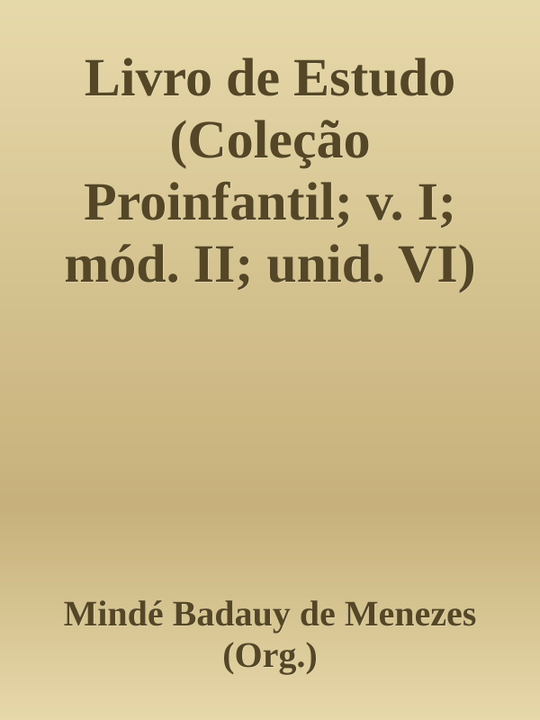 Livro de Estudo
(Coleção
Proinfantil; v. I;
mód. II; unid. VI)
Mindé Badauy de Menezes
(Org.)